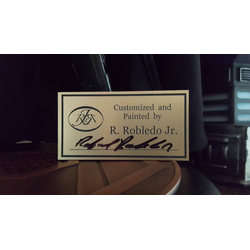 Customized and
Painted by
R. Robledo Jr.